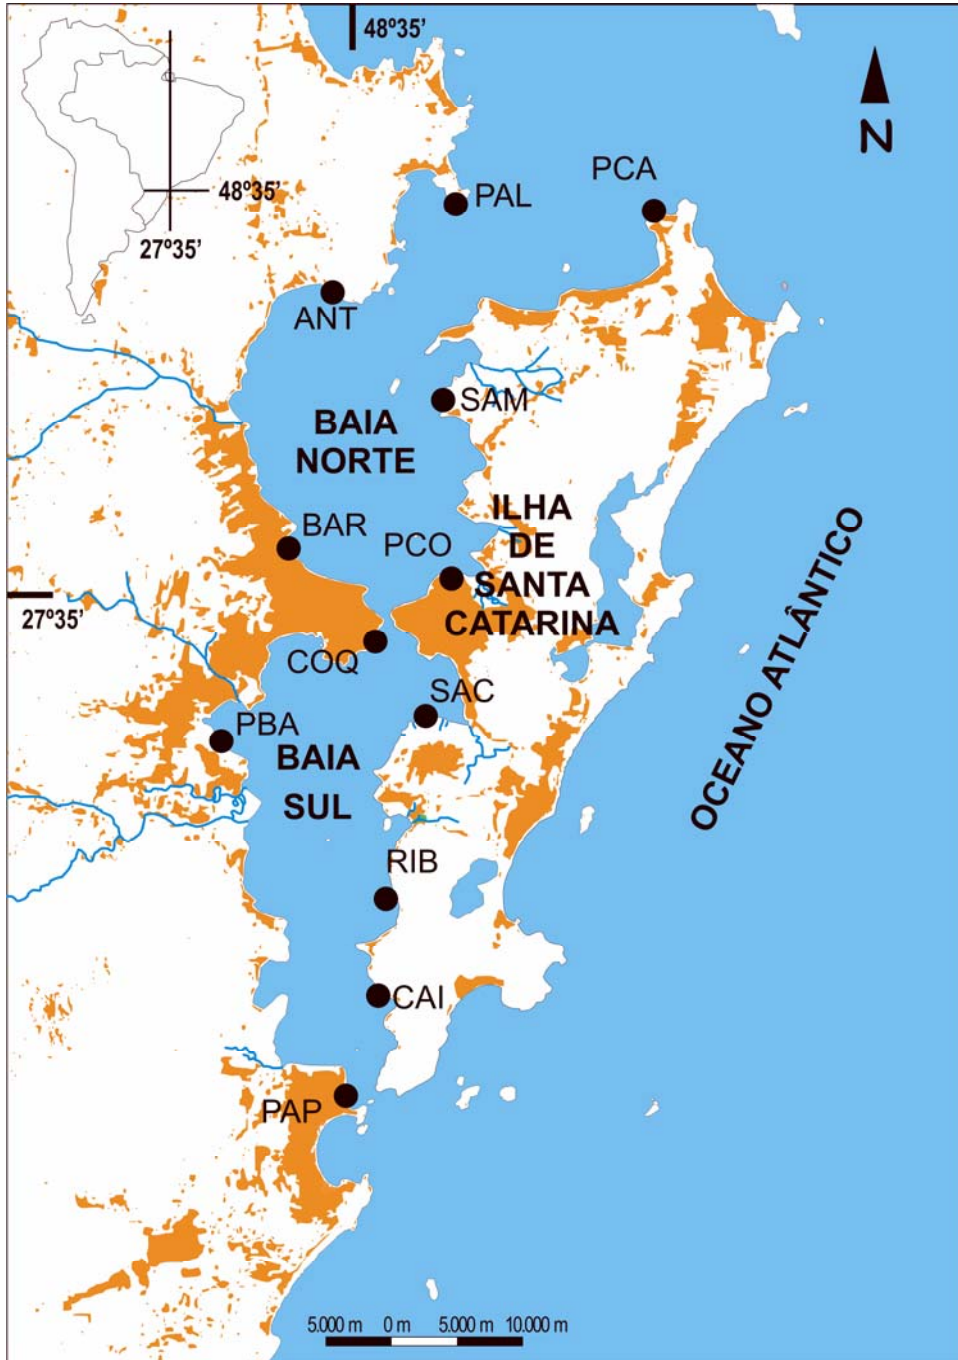 48º35'
N
48º35'
27º35'
PCA
PAL
ANT
SAM
BAIA
NORTE
ILHA
DE
SANTA
CATARINA
BAR
PCO
27º35'
COQ
SAC
PBA
BAIA
SUL
OCEANO ATLÂNTICO
RIB
CAI
PAP
5.000 m 0 m 5.000 m 10.000 m